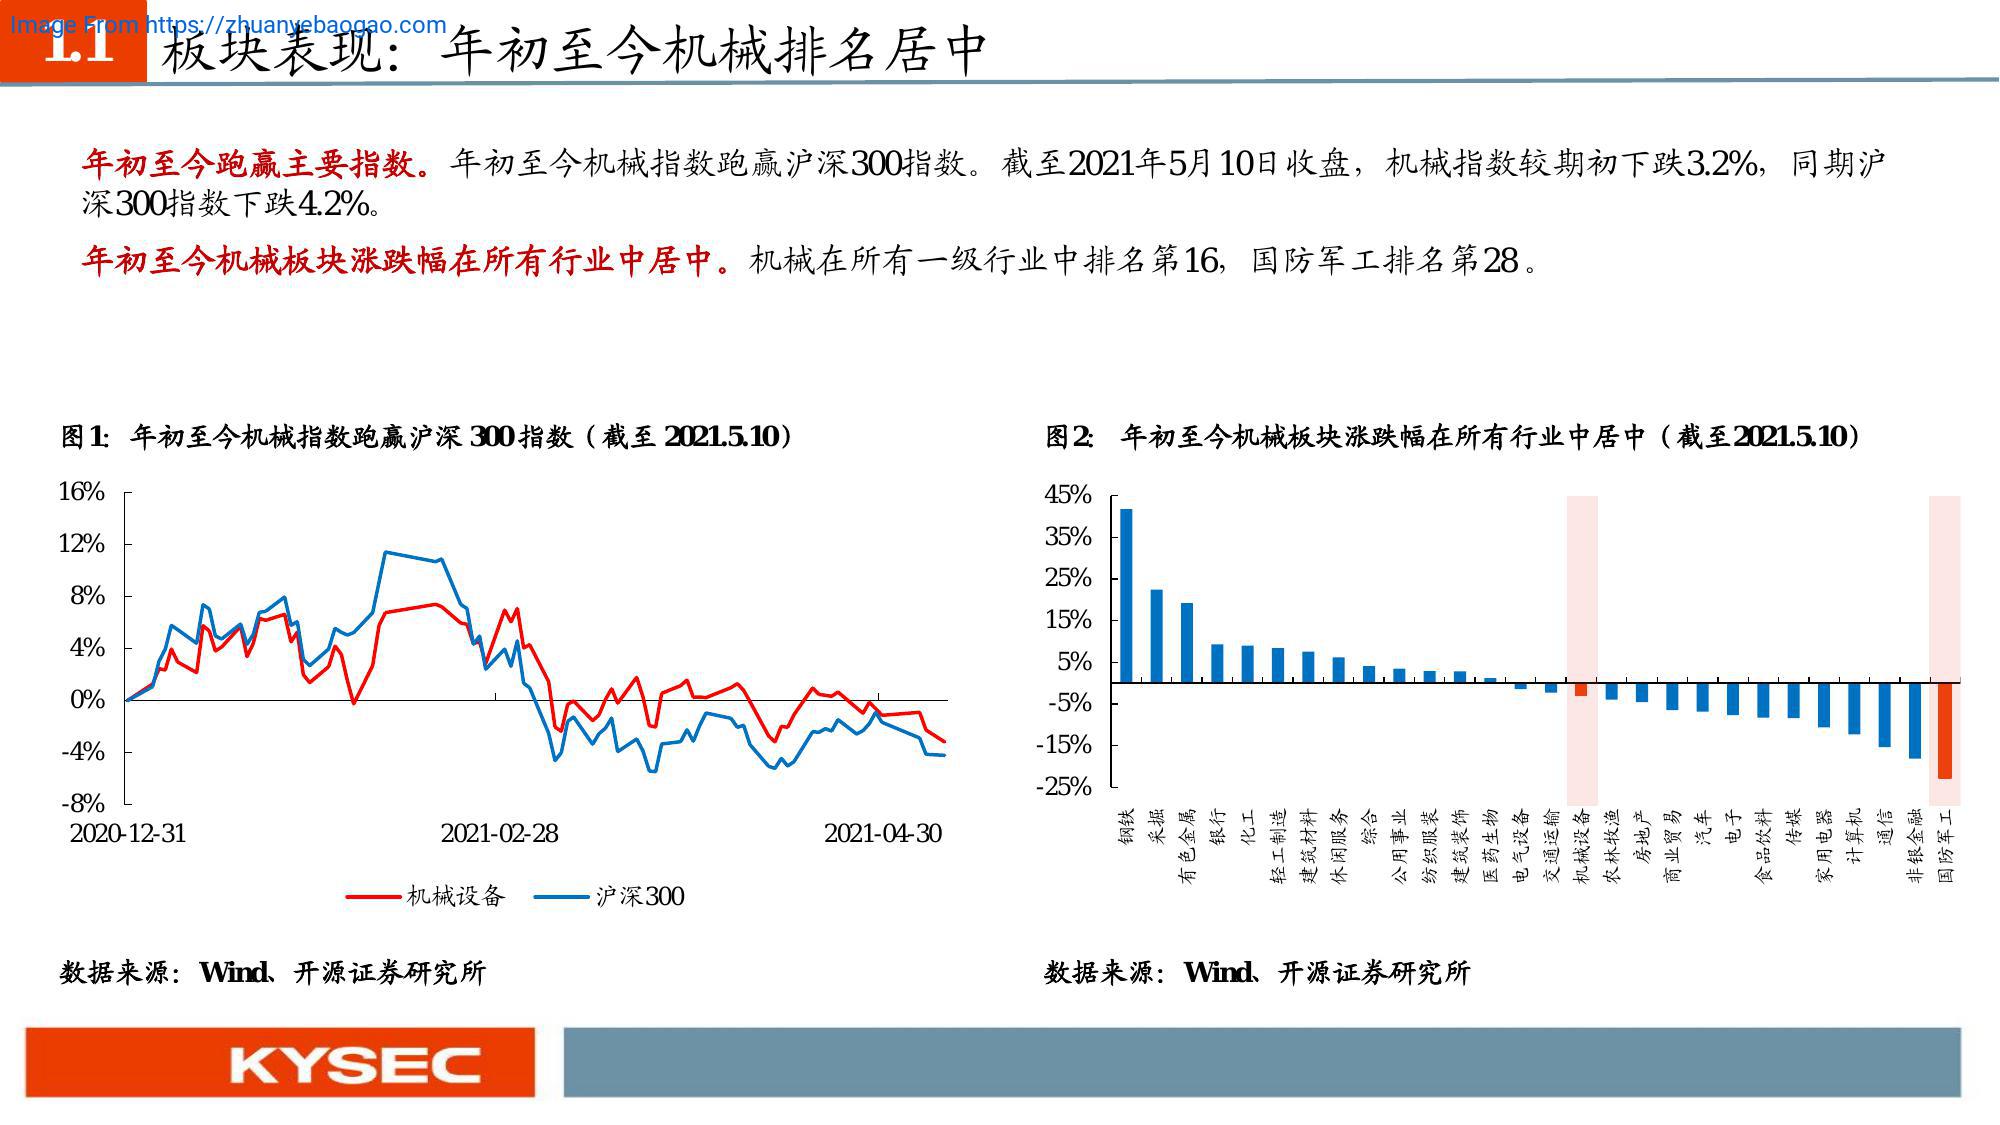 Image From https://zhuanyebaogao.com
1.1 板块表现：年初至今机械排名居中
年初至今跑赢主要指数。年初至今机械指数跑赢沪深300指数。截至2021年5月10日收盘，机械指数较期初下跌3.2%，同期沪
深300指数下跌4.2%。
年初至今机械板块涨跌幅在所有行业中居中。机械在所有一级行业中排名第16，国防军工排名第28。
图1：年初至今机械指数跑赢沪深 300 指数（截至 2021.5.10）
16%
12%
8%
4%
0%
-4%
-8%
2020-12-31 2021-02-28 2021-04-30
机械设备 沪深300
数据来源：Wind、开源证券研究所
图2： 年初至今机械板块涨跌幅在所有行业中居中（截至2021.5.10）
45%
35%
25%
15%
5%
-5%
-15%
-25%
钢铁
采掘
有色金属
银行
化工
轻工制造
建筑材料
休闲服务
综合
公用事业
纺织服装
建筑装饰
医药生物
电气设备
交通运输
机械设备
农林牧渔
房地产
商业贸易
汽车
电子
食品饮料
传媒
家用电器
计算机
通信
非银金融
国防军工
数据来源：Wind、开源证券研究所
KYSEC